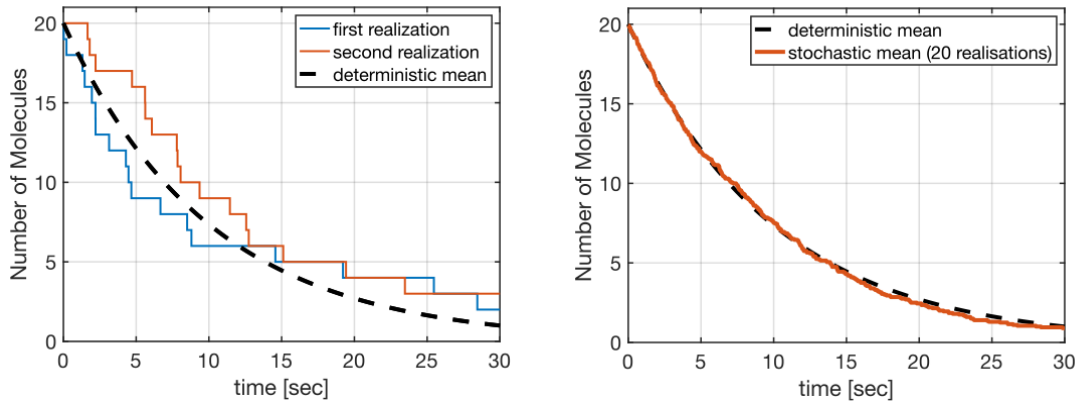 20
15
10
5
0
Number of Molecules
first realization
second realization
deterministic mean
0 5 10 15 20 25 30
time [sec]
20
15
10
5
0
Number of Molecules
deterministic mean
stochastic mean (20 realisations)
0 5 10 15 20 25 30
time [sec]